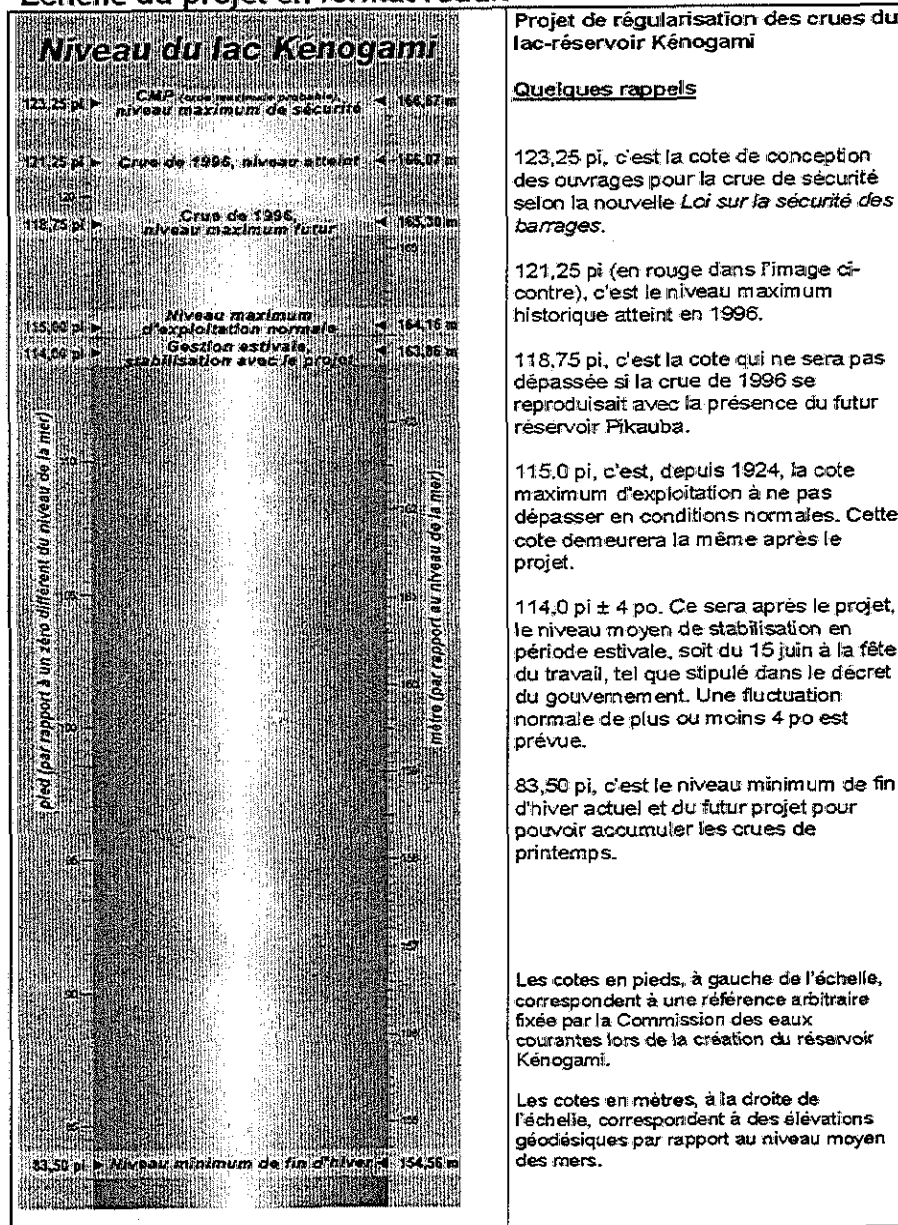 Échelle du projet en format réduit
Niveau du lac Kénogami
123,25 pi CMP (crue maximale probable), 166,67 m
niveau maximum de sécurité
121,25 pi Crue de 1996, niveau atteint 166,07 m
118,75 pi Crue de 1996, 165,30 m
niveau maximum futur
115,00 pi Niveau maximum 164,16 m
d'exploitation normale
114,00 pi Gestion estivale, 163,86 m
stabilisation avec le projet
pied (par rapport à un zéro différent du niveau de la mer)
mètre (par rapport au niveau de la mer)
83,50 pi Niveau minimum de fin d'hiver 154,56 m
Projet de régularisation des crues du
lac-réservoir Kénogami
Quelques rappels
123,25 pi, c'est la cote de conception
des ouvrages pour la crue de sécurité
selon la nouvelle Loi sur la sécurité des
barrages.
121,25 pi (en rouge dans l'image ci-
contre), c'est le niveau maximum
historique atteint en 1996.
118,75 pi, c'est la cote qui ne sera pas
dépassée si la crue de 1996 se
reproduisait avec la présence du futur
réservoir Pikauba.
115.0 pi, c'est, depuis 1924, la cote
maximum d'exploitation à ne pas
dépasser en conditions normales. Cette
cote demeurera la même après le
projet.
114,0 pi ± 4 po. Ce sera après le projet,
le niveau moyen de stabilisation en
période estivale, soit du 15 juin à la fête
du travail, tel que stipulé dans le décret
du gouvernement. Une fluctuation
normale de plus ou moins 4 po est
prévue.
83,50 pi, c'est le niveau minimum de fin
d'hiver actuel et du futur projet pour
pouvoir accumuler les crues de
printemps.
Les cotes en pieds, à gauche de l'échelle,
correspondent à une référence arbitraire
fixée par la Commission des eaux
courantes lors de la création du réservoir
Kénogami.
Les cotes en mètres, à la droite de
l'échelle, correspondent à des élévations
géodésiques par rapport au niveau moyen
des mers.